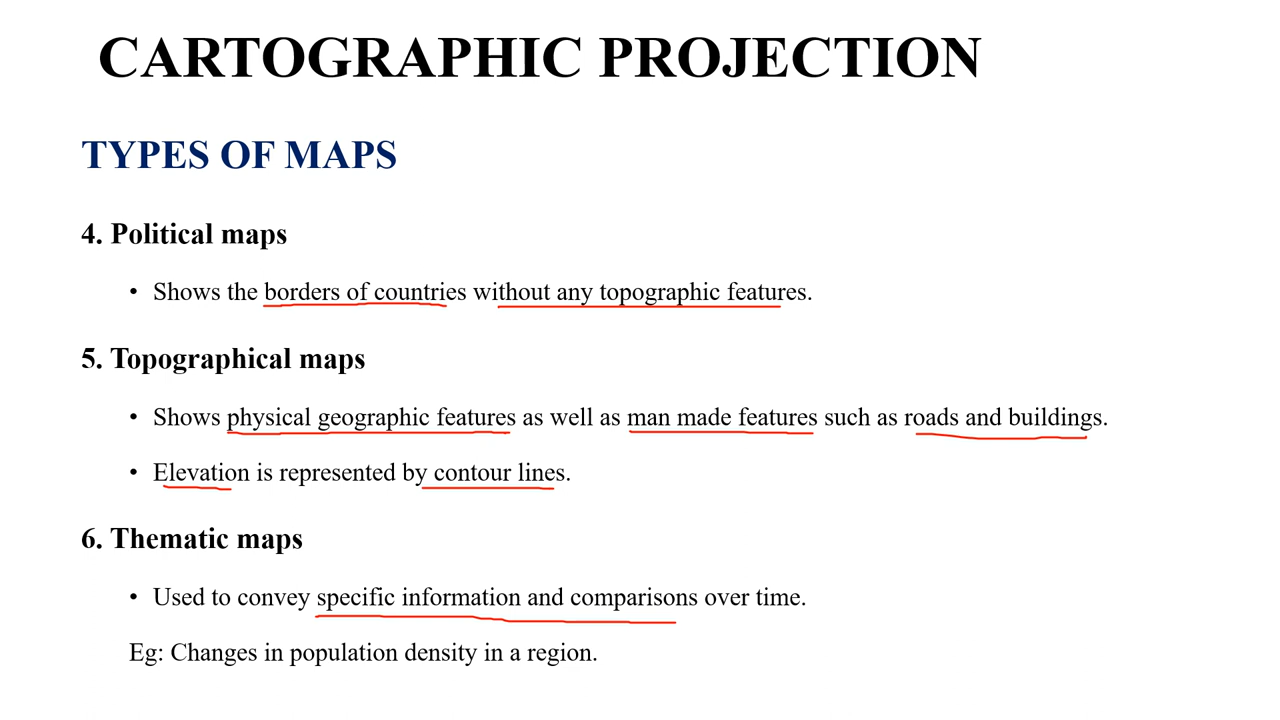 CARTOGRAPHIC PROJECTION
TYPES OF MAPS
4. Political maps
• Shows the borders of countries without any topographic features.
5. Topographical maps
• Shows physical geographic features as well as man made features such as roads and buildings.
• Elevation is represented by contour lines.
6. Thematic maps
• Used to convey specific information and comparisons over time.
Eg: Changes in population density in a region.